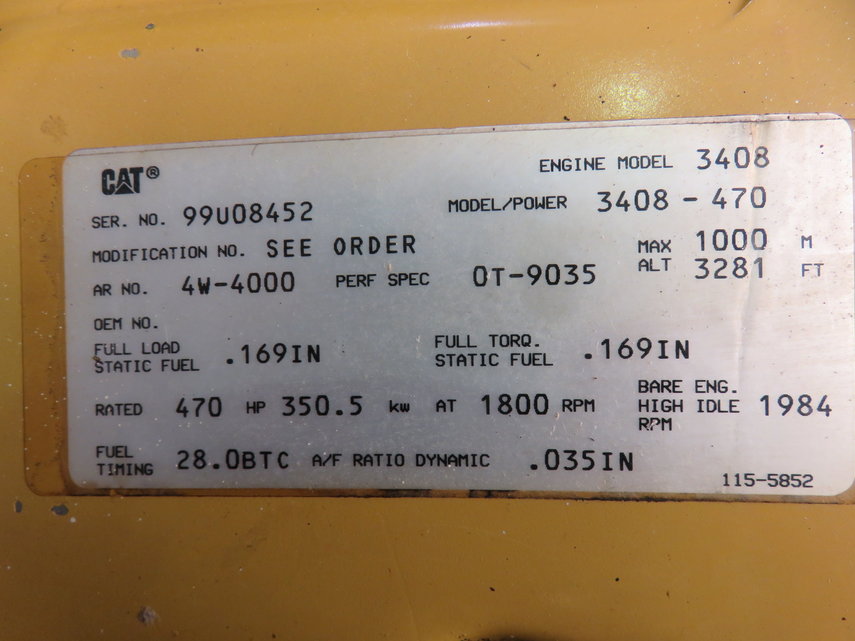 CAT® ENGINE MODEL 3408
SER. NO. 99U08452 MODEL/POWER 3408 - 470
MODIFICATION NO. SEE ORDER MAX ALT 1000 M
3281 FT
AR NO. 4W-4000 PERF SPEC 0T-9035
OEM NO.
FULL LOAD STATIC FUEL .169IN FULL TORQ. STATIC FUEL .169IN
RATED 470 HP 350.5 kw AT 1800 RPM BARE ENG. HIGH IDLE RPM 1984
FUEL TIMING 28.0BTC A/F RATIO DYNAMIC .035IN
115-5852